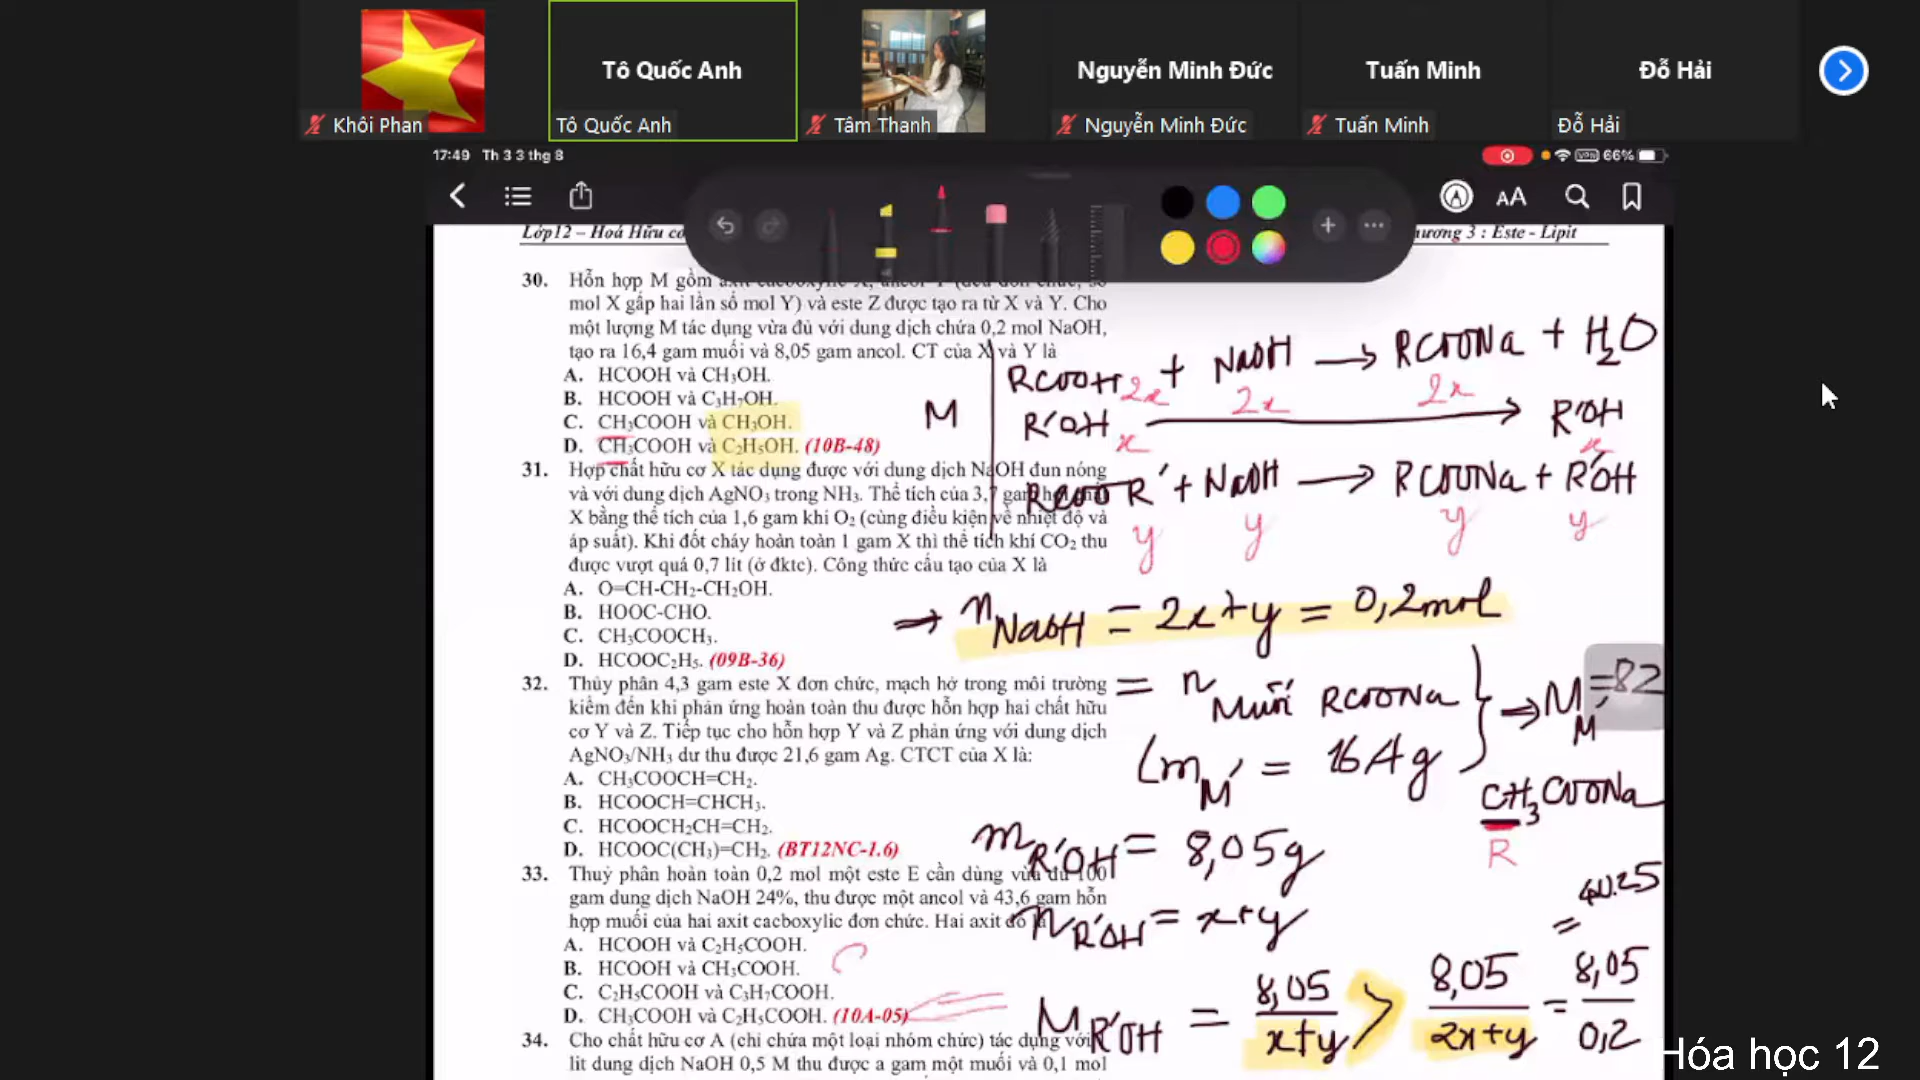 Tô Quốc Anh
Nguyễn Minh Đức
Tuấn Minh
Đỗ Hải
Khôi Phan
Tô Quốc Anh
Tâm Thanh
Nguyễn Minh Đức
Tuấn Minh
Đỗ Hải
17:49 Th 3 3 thg 8
VPN 66%
AA
Lớp12 – Hoá Hữu cơ
ương 3 : Este - Lipit
30. Hỗn hợp M gồm axit cacboxylic X, ancol Y (đều đơn chức, số
mol X gấp hai lần số mol Y) và este Z được tạo ra từ X và Y. Cho
một lượng M tác dụng vừa đủ với dung dịch chứa 0,2 mol NaOH,
tạo ra 16,4 gam muối và 8,05 gam ancol. CT của X và Y là
A. HCOOH và CH₃OH.
B. HCOOH và C₃H₇OH.
C. CH₃COOH và CH₃OH.
D. CH₃COOH và C₂H₅OH. (10B-48)
31. Hợp chất hữu cơ X tác dụng được với dung dịch NaOH đun nóng
và với dung dịch AgNO₃ trong NH₃. Thể tích của 3,7 gam hơi chất
X bằng thể tích của 1,6 gam khí O₂ (cùng điều kiện về nhiệt độ và
áp suất). Khi đốt cháy hoàn toàn 1 gam X thì thể tích khí CO₂ thu
được vượt quá 0,7 lít (ở đktc). Công thức cấu tạo của X là
A. O=CH-CH₂-CH₂OH.
B. HOOC-CHO.
C. CH₃COOCH₃.
D. HCOOC₂H₅. (09B-36)
32. Thủy phân 4,3 gam este X đơn chức, mạch hở trong môi trường
kiềm đến khi phản ứng hoàn toàn thu được hỗn hợp hai chất hữu
cơ Y và Z. Tiếp tục cho hỗn hợp Y và Z phản ứng với dung dịch
AgNO₃/NH₃ dư thu được 21,6 gam Ag. CTCT của X là:
A. CH₃COOCH=CH₂.
B. HCOOCH=CHCH₃.
C. HCOOCH₂CH=CH₂.
D. HCOOC(CH₃)=CH₂. (BT12NC-1.6)
33. Thuỷ phân hoàn toàn 0,2 mol một este E cần dùng vừa đủ 100
gam dung dịch NaOH 24%, thu được một ancol và 43,6 gam hỗn
hợp muối của hai axit cacboxylic đơn chức. Hai axit đó là
A. HCOOH và C₂H₅COOH.
B. HCOOH và CH₃COOH.
C. C₂H₅COOH và C₃H₇COOH.
D. CH₃COOH và C₂H₅COOH. (10A-05)
34. Cho chất hữu cơ A (chỉ chứa một loại nhóm chức) tác dụng với
lít dung dịch NaOH 0,5 M thu được a gam một muối và 0,1 mol
RCOOH + NaOH → RCOONa + H₂O
2x 2x 2x
M R'OH → R'OH
x x
RCOOR' + NaOH → RCOONa + R'OH
y y y y
⇒ nNaOH = 2x+y = 0,2mol
= nMuối RCOONa } ⇒ MM' = 82
(mM' = 16,4g
CH₃COONa
R
mR'OH = 8,05g
nR'OH = x+y
= 40.25
MR'OH = 8,05/x+y > 8,05/2x+y = 8,05/0,2
Hóa học 12